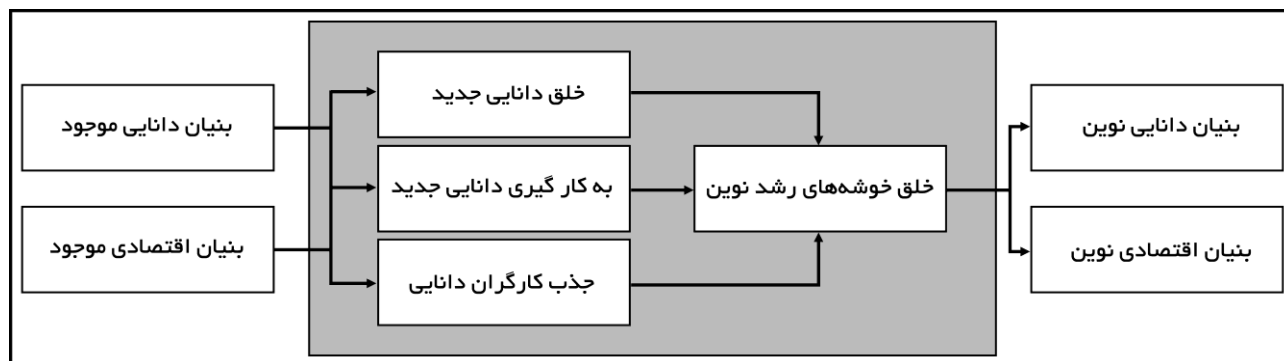 بنیان دانایی موجود
بنیان اقتصادی موجود
خلق دانایی جدید
به کار گیری دانایی جدید
جذب کارگران دانایی
خلق خوشه‌های رشد نوین
بنیان دانایی نوین
بنیان اقتصادی نوین